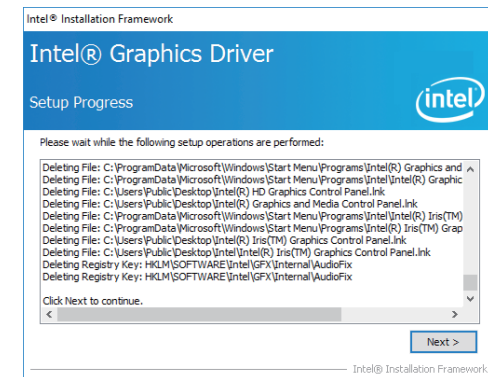 Intel® Installation Framework
Intel® Graphics Driver
Setup Progress
intel
Please wait while the following setup operations are performed:
Deleting File: C:\ProgramData\Microsoft\Windows\Start Menu\Programs\Intel(R) Graphics and
Deleting File: C:\ProgramData\Microsoft\Windows\Start Menu\Programs\Intel\Intel(R) Graphic
Deleting File: C:\Users\Public\Desktop\Intel(R) HD Graphics Control Panel.lnk
Deleting File: C:\Users\Public\Desktop\Intel(R) Graphics and Media Control Panel.lnk
Deleting File: C:\ProgramData\Microsoft\Windows\Start Menu\Programs\Intel\Intel(R) Iris(TM)
Deleting File: C:\ProgramData\Microsoft\Windows\Start Menu\Programs\Intel(R) Iris(TM) Grap
Deleting File: C:\Users\Public\Desktop\Intel(R) Iris(TM) Graphics Control Panel.lnk
Deleting File: C:\Users\Public\Desktop\Intel\Intel(R) Iris(TM) Graphics Control Panel.lnk
Deleting Registry Key: HKLM\SOFTWARE\Intel\GFX\Internal\AudioFix
Deleting Registry Key: HKLM\SOFTWARE\Intel\GFX\Internal\AudioFix
Click Next to continue.
Next >
Intel® Installation Framework